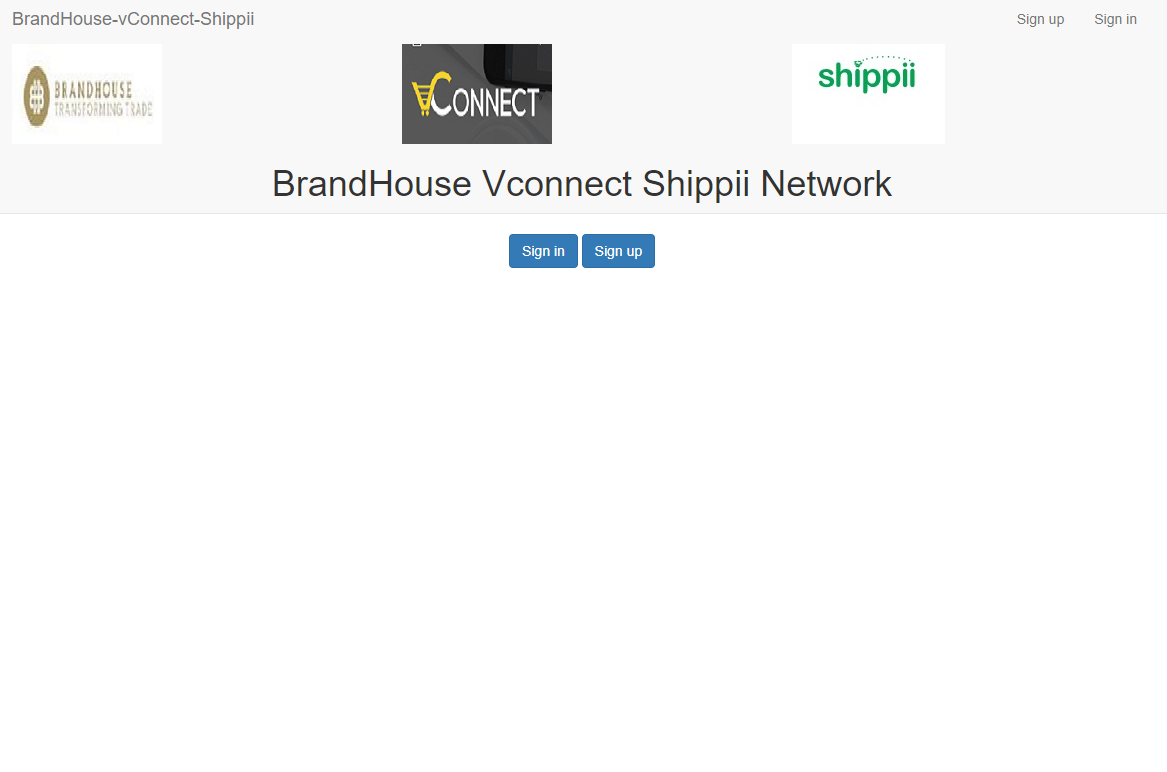 BrandHouse-vConnect-Shippii
Sign up
Sign in
BRANDHOUSE
TRANSFORMING TRADE
VCONNECT
shippii
BrandHouse Vconnect Shippii Network
Sign in
Sign up